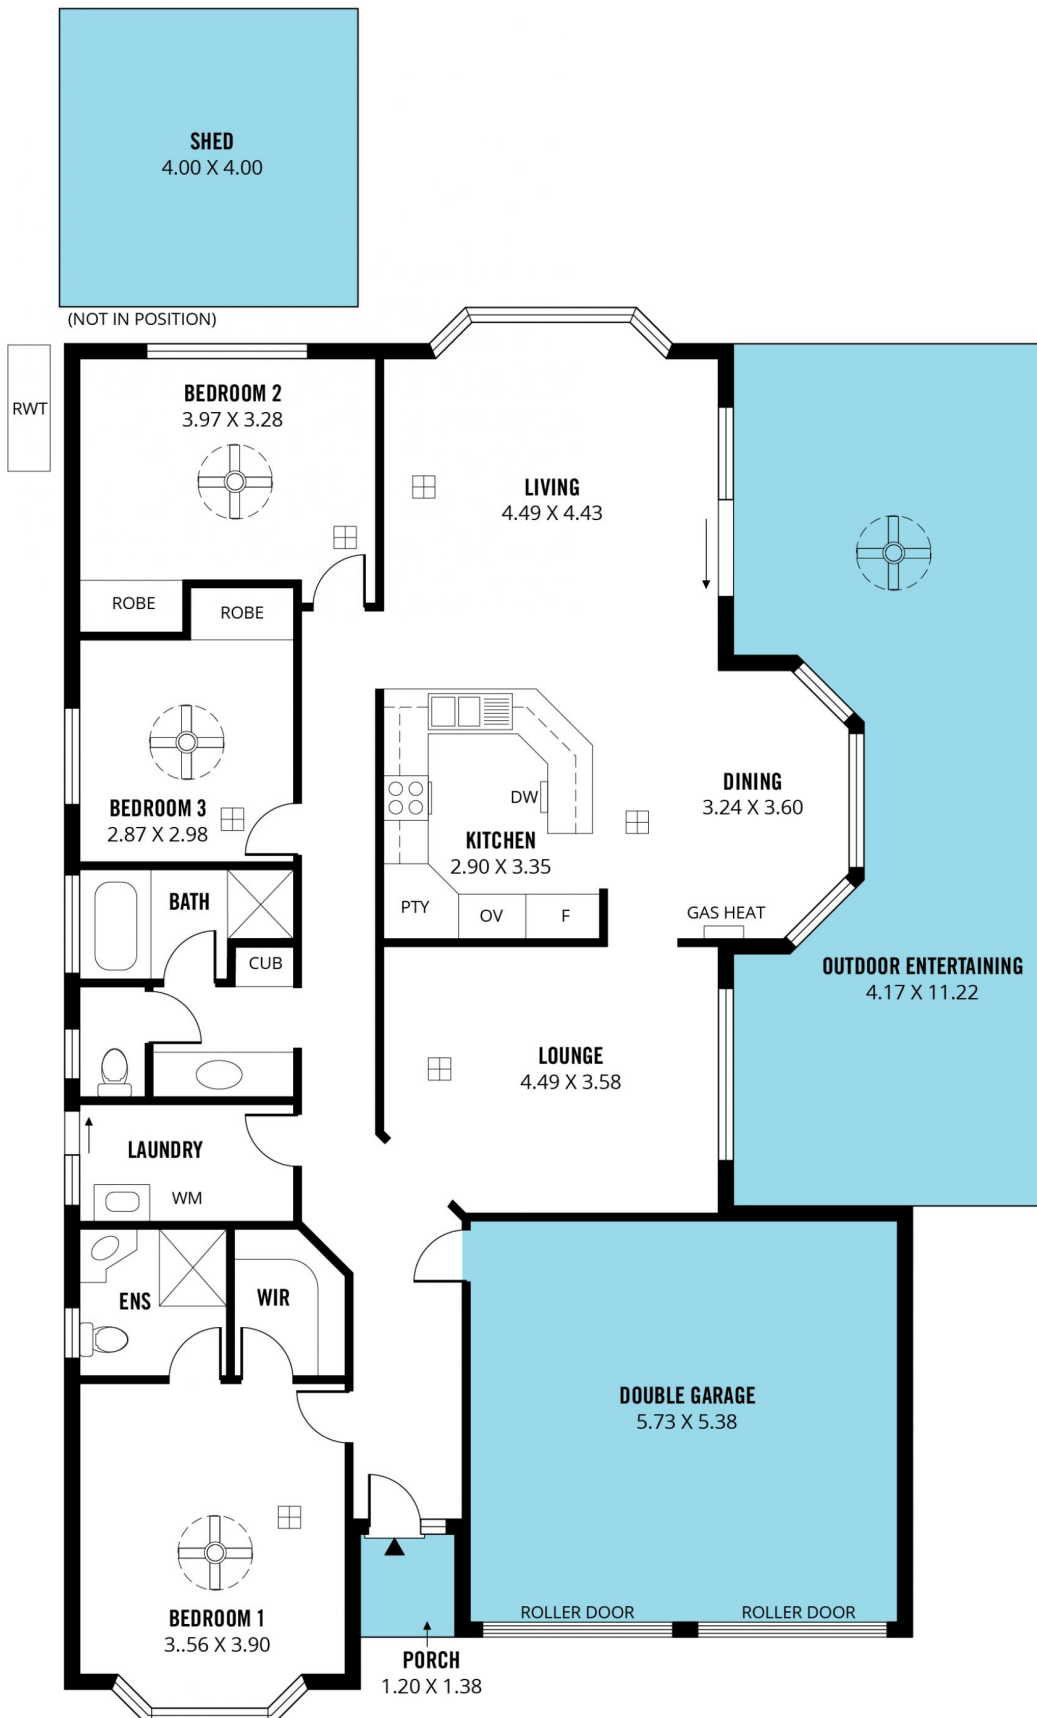 SHED
4.00 X 4.00
(NOT IN POSITION)
RWT
BEDROOM 2
3.97 X 3.28
LIVING
4.49 X 4.43
ROBE
ROBE
BEDROOM 3
2.87 X 2.98
DINING
3.24 X 3.60
DW
KITCHEN
2.90 X 3.35
PTY
OV
F
GAS HEAT
BATH
CUB
OUTDOOR ENTERTAINING
4.17 X 11.22
LOUNGE
4.49 X 3.58
LAUNDRY
WM
ENS
WIR
DOUBLE GARAGE
5.73 X 5.38
ROLLER DOOR
ROLLER DOOR
BEDROOM 1
3..56 X 3.90
PORCH
1.20 X 1.38